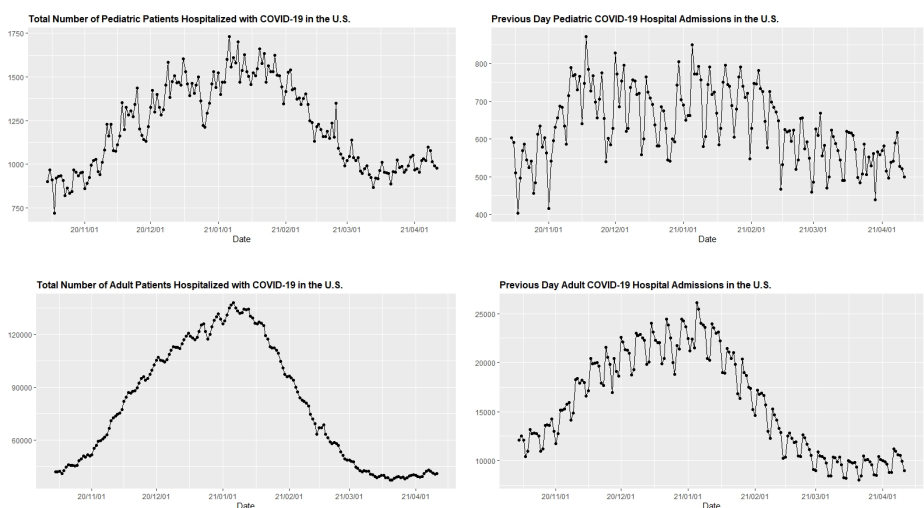 Total Number of Pediatric Patients Hospitalized with COVID-19 in the U.S.
1750
1500
1250
1000
750
20/11/01 20/12/01 21/01/01 21/02/01 21/03/01 21/04/01
Date
Previous Day Pediatric COVID-19 Hospital Admissions in the U.S.
800
700
600
500
400
20/11/01 20/12/01 21/01/01 21/02/01 21/03/01 21/04/01
Date
Total Number of Adult Patients Hospitalized with COVID-19 in the U.S.
120000
90000
60000
20/11/01 20/12/01 21/01/01 21/02/01 21/03/01 21/04/01
Date
Previous Day Adult COVID-19 Hospital Admissions in the U.S.
25000
20000
15000
10000
20/11/01 20/12/01 21/01/01 21/02/01 21/03/01 21/04/01
Date